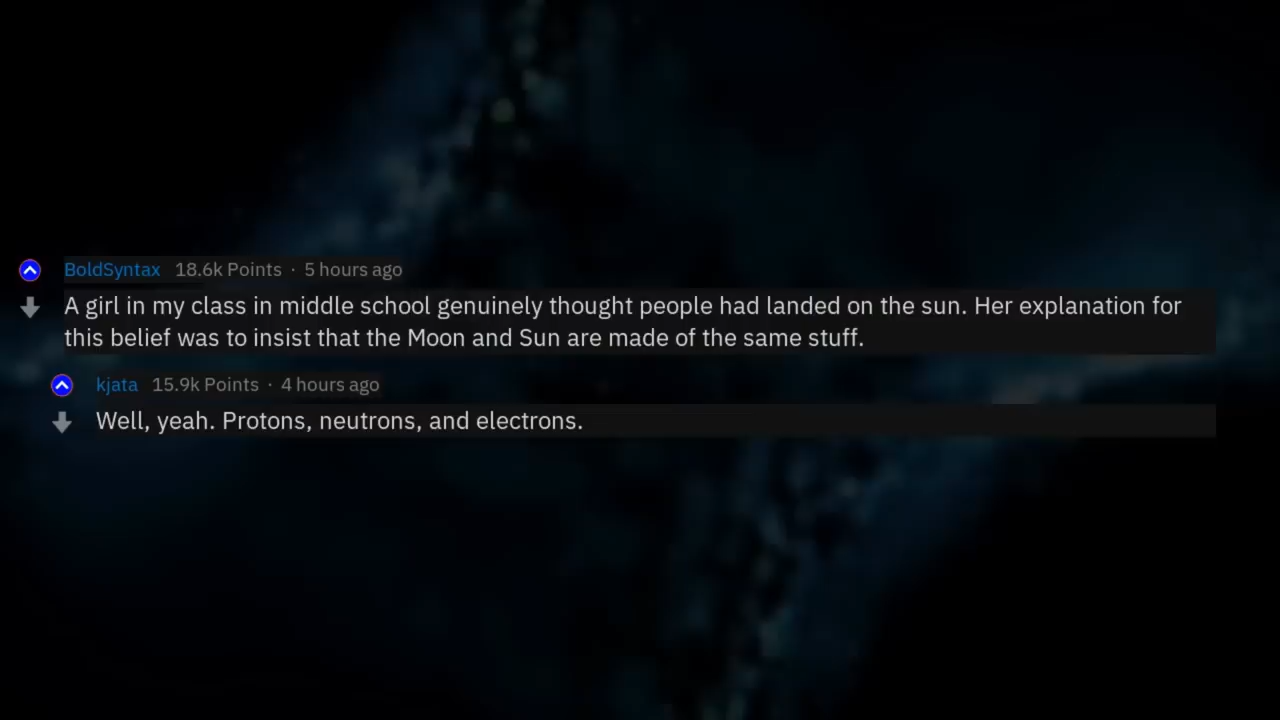 BoldSyntax 18.6k Points · 5 hours ago
A girl in my class in middle school genuinely thought people had landed on the sun. Her explanation for
this belief was to insist that the Moon and Sun are made of the same stuff.
kjata 15.9k Points · 4 hours ago
Well, yeah. Protons, neutrons, and electrons.